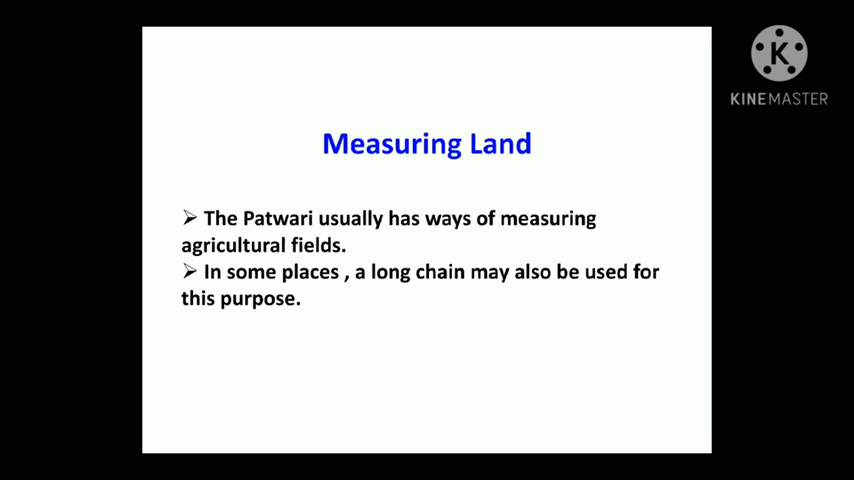 K
KINEMASTER
Measuring Land
➢ The Patwari usually has ways of measuring
agricultural fields.
➢ In some places , a long chain may also be used for
this purpose.